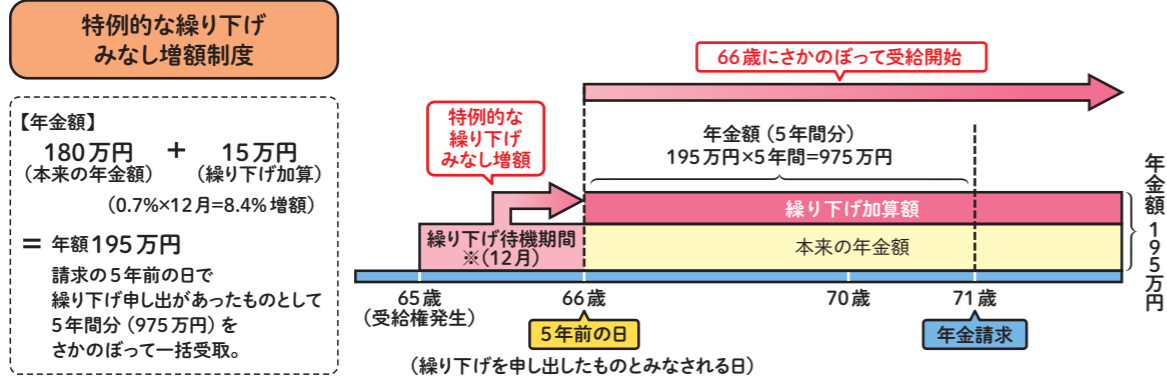 特例的な繰り下げ
みなし増額制度
【年金額】
180万円 + 15万円
(本来の年金額) (繰り下げ加算)
(0.7%×12月=8.4%増額)
= 年額195万円
請求の5年前の日で
繰り下げ申し出があったものとして
5年間分(975万円)を
さかのぼって一括受取。
66歳にさかのぼって受給開始
特例的な
繰り下げ
みなし増額
年金額(5年間分)
195万円×5年間=975万円
繰り下げ加算額
本来の年金額
繰り下げ待機期間
※(12月)
年金額195万円
65歳 66歳 70歳 71歳
(受給権発生)
5年前の日
年金請求
(繰り下げを申し出したものとみなされる日)